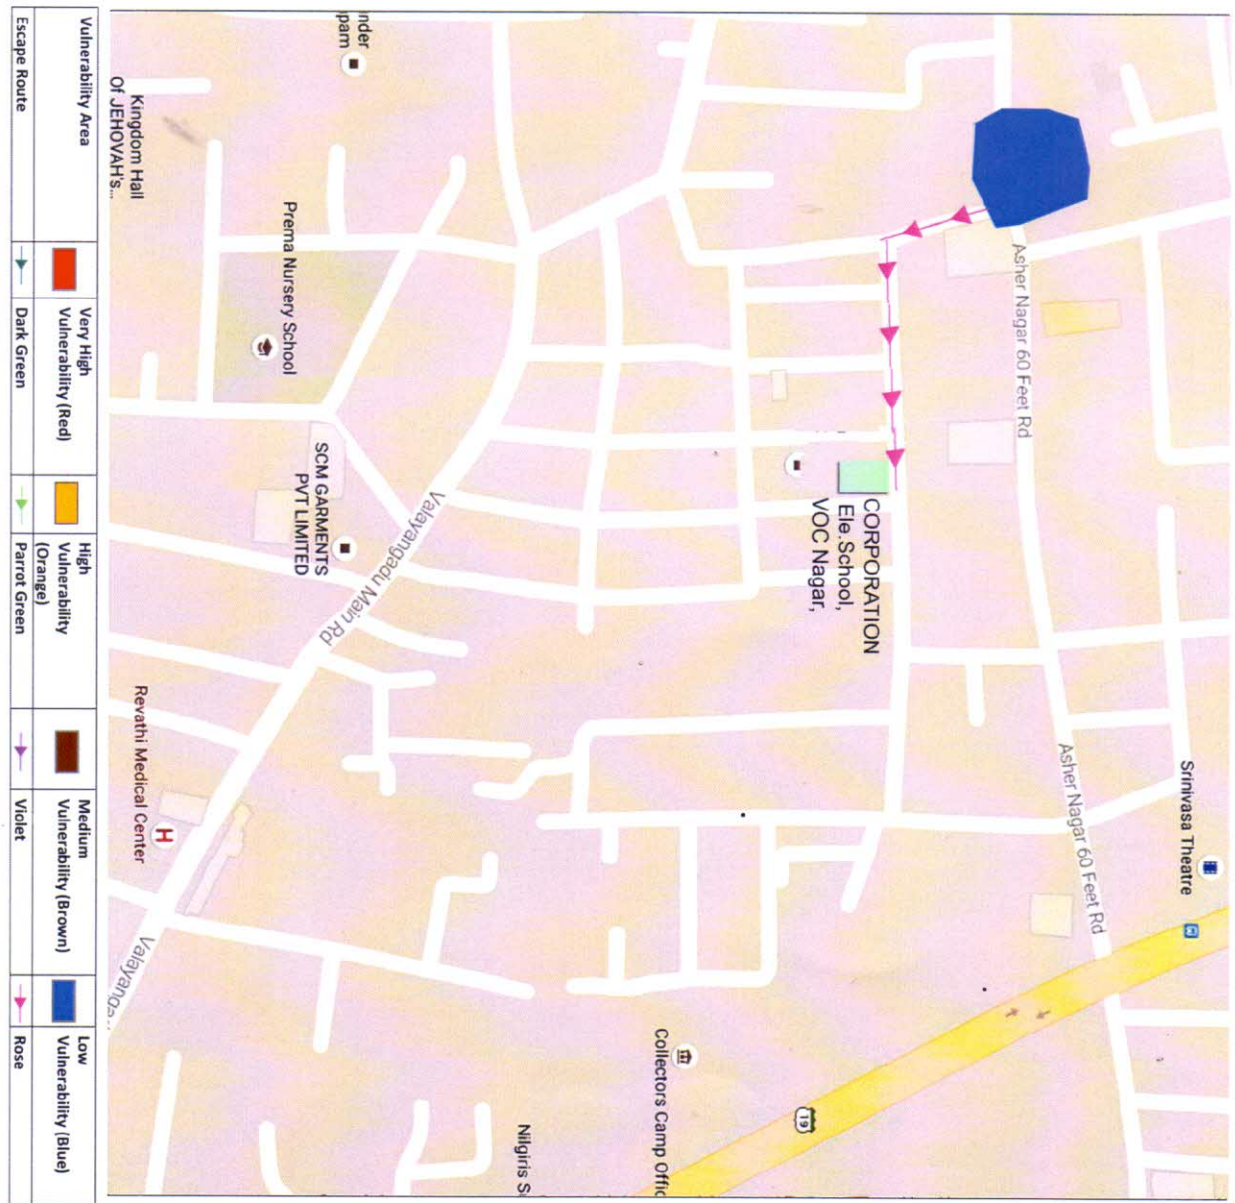 Srinivasa Theatre
Asher Nagar 60 Feet Rd
Asher Nagar 60 Feet Rd
CORPORATION
Ele.School,
VOC Nagar,
19
Collectors Camp Offic
Nilgiris S
Valayangadu Main Rd
nder
pam
SCM GARMENTS
PVT LIMITED
Prema Nursery School
H
Revathi Medical Center
Kingdom Hall
Of JEHOVAH's...
Vulnerability Area
Very High
Vulnerability (Red)
High
Vulnerability
(Orange)
Medium
Vulnerability (Brown)
Low
Vulnerability (Blue)
Escape Route
Dark Green
Parrot Green
Violet
Rose